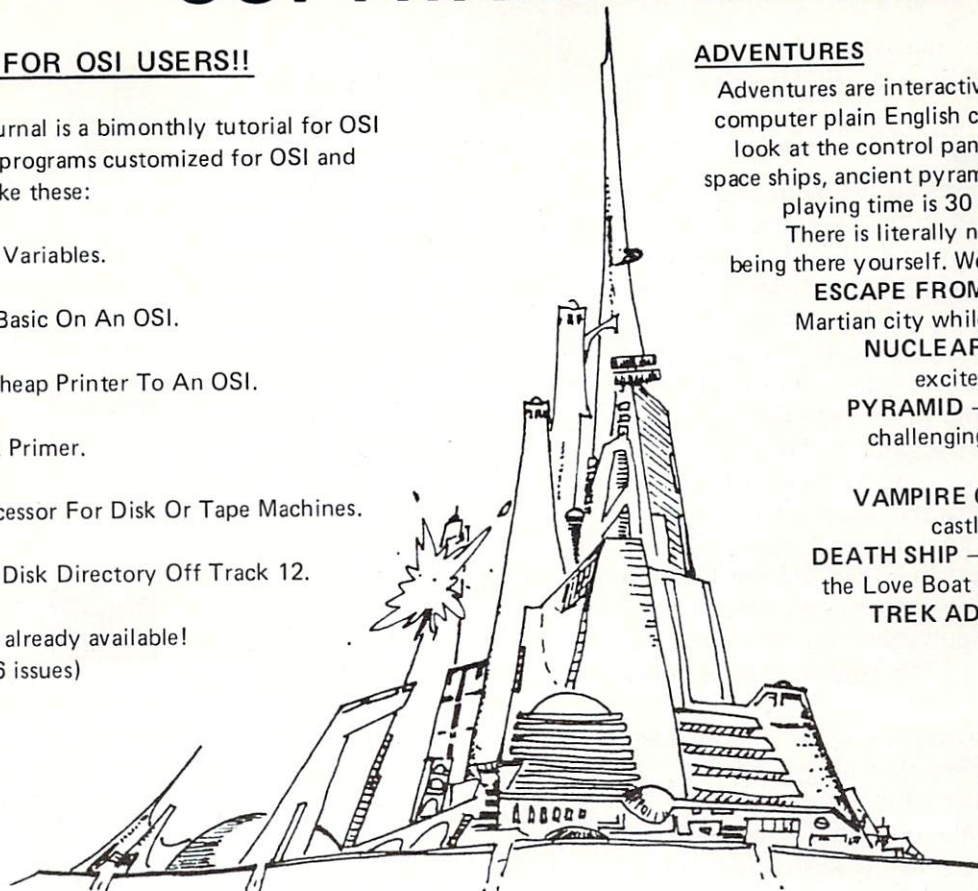 FOR OSI USERS!!
urnal is a bimonthly tutorial for OSI
programs customized for OSI and
ke these:
Variables.
Basic On An OSI.
heap Printer To An OSI.
Primer.
cessor For Disk Or Tape Machines.
Disk Directory Off Track 12.
already available!
6 issues)
ADVENTURES
Adventures are interactiv
computer plain English c
look at the control pan
space ships, ancient pyram
playing time is 30
There is literally n
being there yourself. We
ESCAPE FROM
Martian city whil
NUCLEAR
excite
PYRAMID –
challenging
VAMPIRE C
castl
DEATH SHIP –
the Love Boat
TREK AD